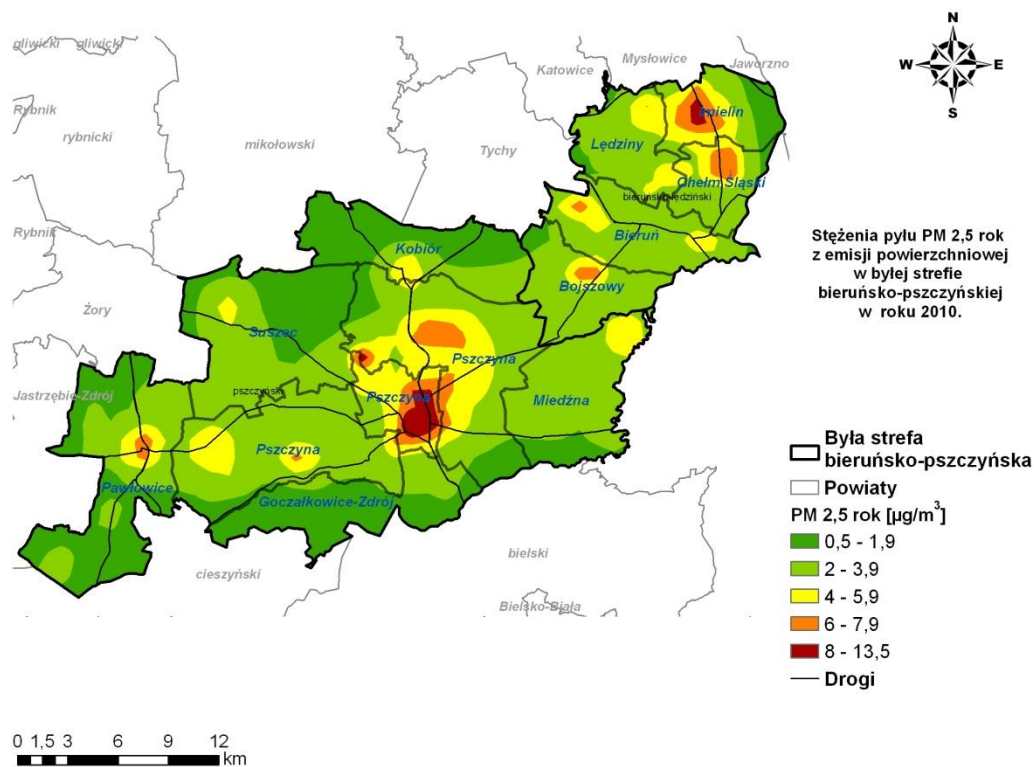 N
W E
S
gliwicki gliwicki
Mysłowice
Katowice
Jaworzno
Rybnik
rybnicki
mikołowski
Tychy
Imielin
Lędziny
Chełm Śląski
bieruńsko-lędziński
Rybnik
Kobiór
Bieruń
Bojszowy
Żory
Suszec
Pszczyna
Jastrzębie-Zdrój
pszczyński
Pszczyna
Miedźna
Pszczyna
Pawłowice
Goczałkowice-Zdrój
cieszyński
bielski
Bielsko-Biała
Stężenia pyłu PM 2,5 rok
z emisji powierzchniowej
w byłej strefie
bieruńsko-pszczyńskiej
w roku 2010.
Była strefa
bieruńsko-pszczyńska
Powiaty
PM 2,5 rok [µg/m³]
0,5 - 1,9
2 - 3,9
4 - 5,9
6 - 7,9
8 - 13,5
Drogi
0 1,5 3 6 9 12
km